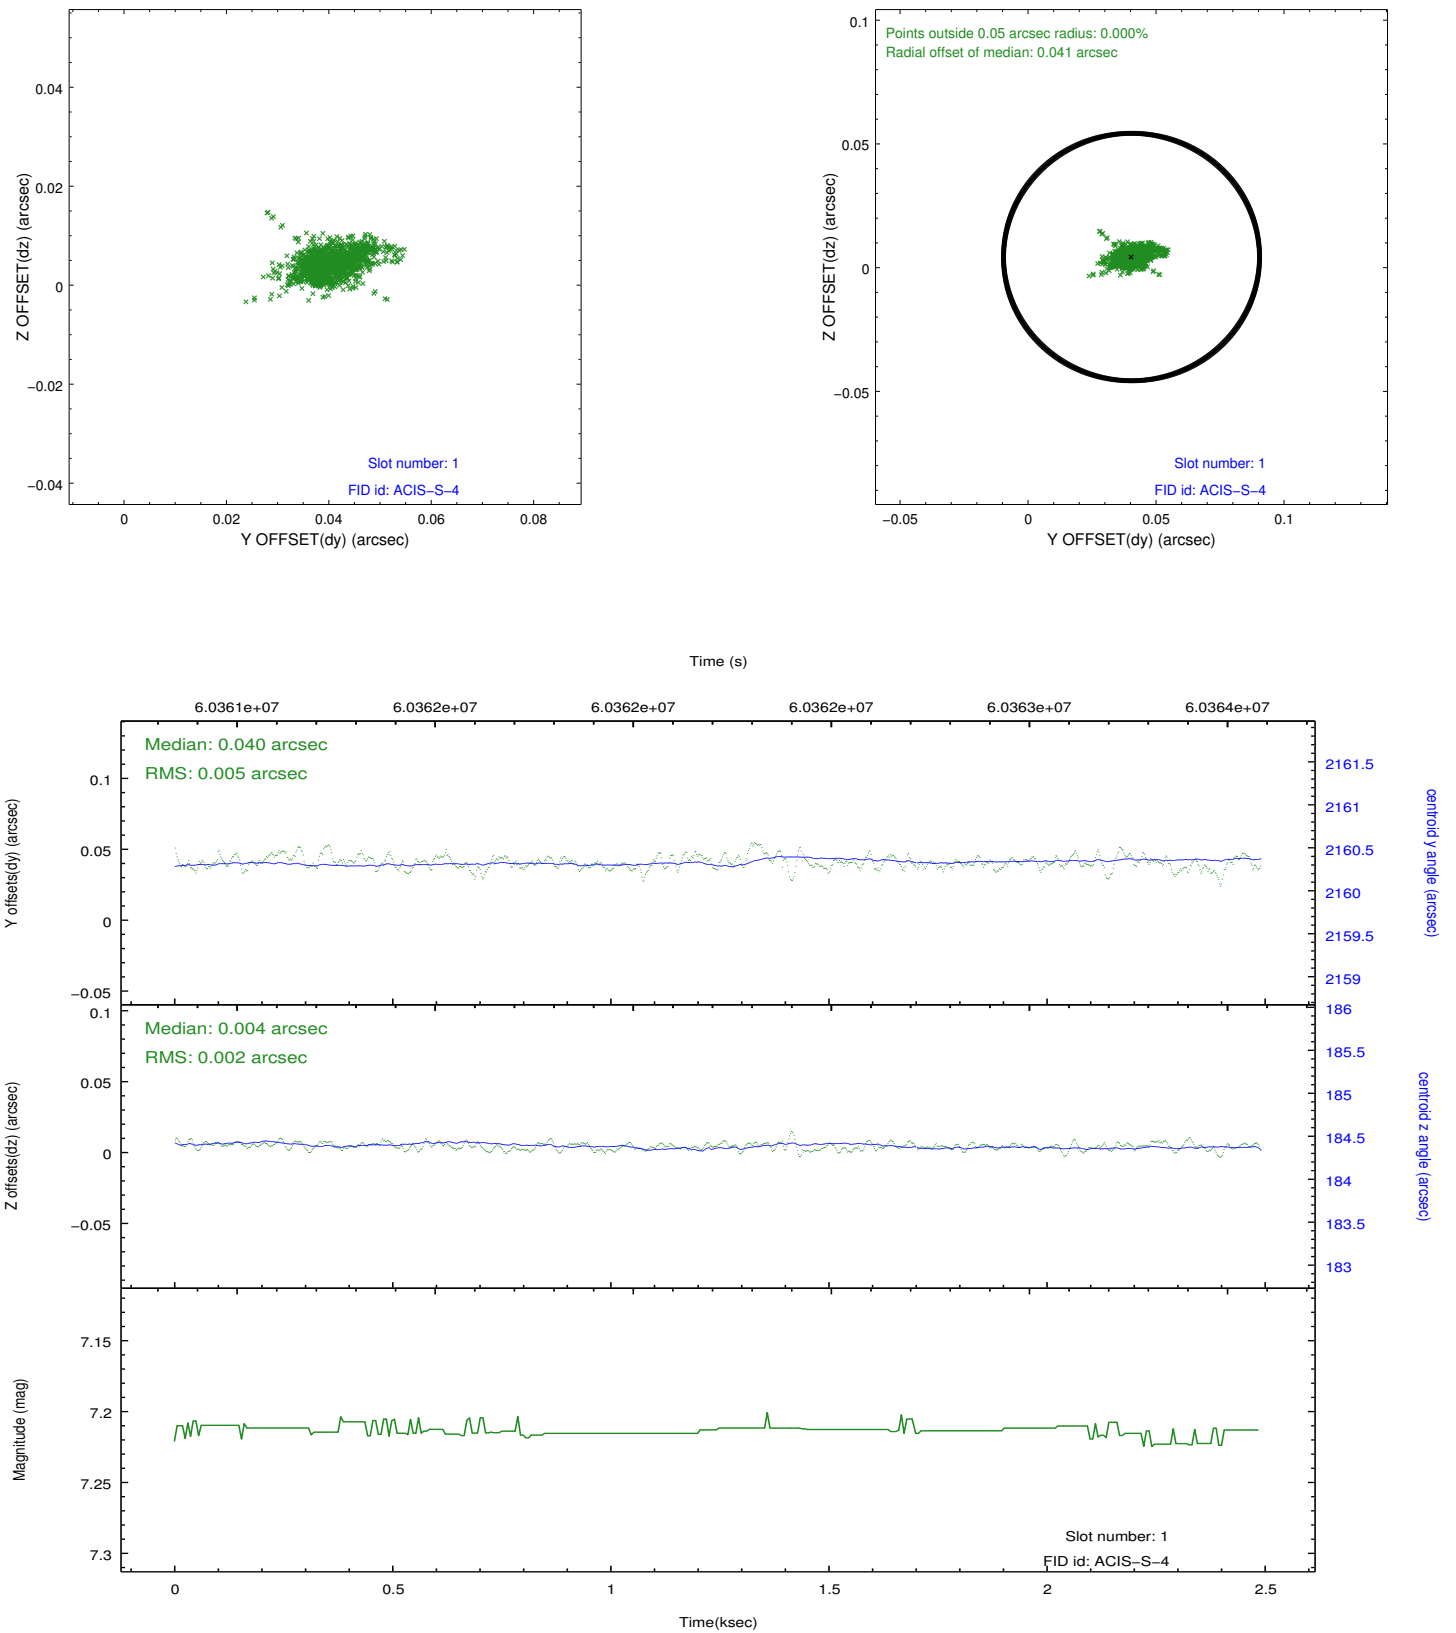 0.04
0.02
0
−0.02
−0.04
Z OFFSET(dz) (arcsec)
Slot number: 1
FID id: ACIS−S−4
0 0.02 0.04 0.06 0.08
Y OFFSET(dy) (arcsec)
Points outside 0.05 arcsec radius: 0.000%
Radial offset of median: 0.041 arcsec
0.1
0.05
0
−0.05
Z OFFSET(dz) (arcsec)
Slot number: 1
FID id: ACIS−S−4
−0.05 0 0.05 0.1
Y OFFSET(dy) (arcsec)
Time (s)
6.0361e+07 6.0362e+07 6.0362e+07 6.0362e+07 6.0363e+07 6.0364e+07
Median: 0.040 arcsec
RMS: 0.005 arcsec
0.1
0.05
0
−0.05
Y offsets(dy) (arcsec)
2161.5
2161
2160.5
2160
2159.5
2159
centroid y angle (arcsec)
Median: 0.004 arcsec
RMS: 0.002 arcsec
0.1
0.05
0
−0.05
Z offsets(dz) (arcsec)
186
185.5
185
184.5
184
183.5
183
centroid z angle (arcsec)
7.15
7.2
7.25
7.3
Magnitude (mag)
Slot number: 1
FID id: ACIS−S−4
0 0.5 1 1.5 2 2.5
Time(ksec)